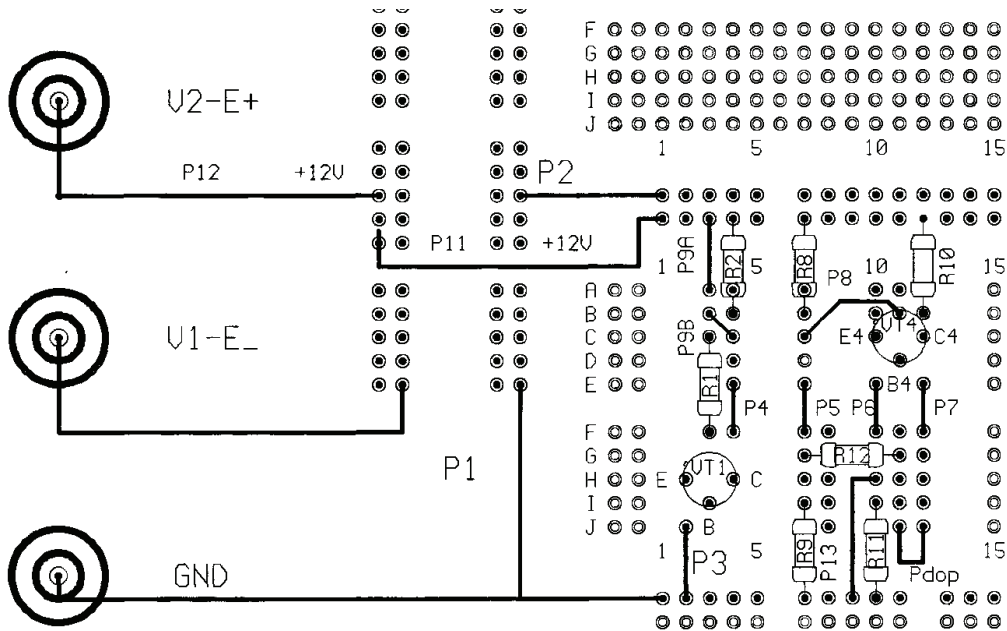 F
G
V2-E+
H
I
J
1 5 10 15
P12 +12V P2
P11 +12V
P9A R2 R8 P8 R10
1 5 10 15
A
B
V1-E_ C P9B E4 VT4 C4
D
E R1 B4
P4 P5 P6 P7
F
G R12
P1 H E VT1 C
I
J B
1 P3 5 R9 P13 R11 15
GND Pdop